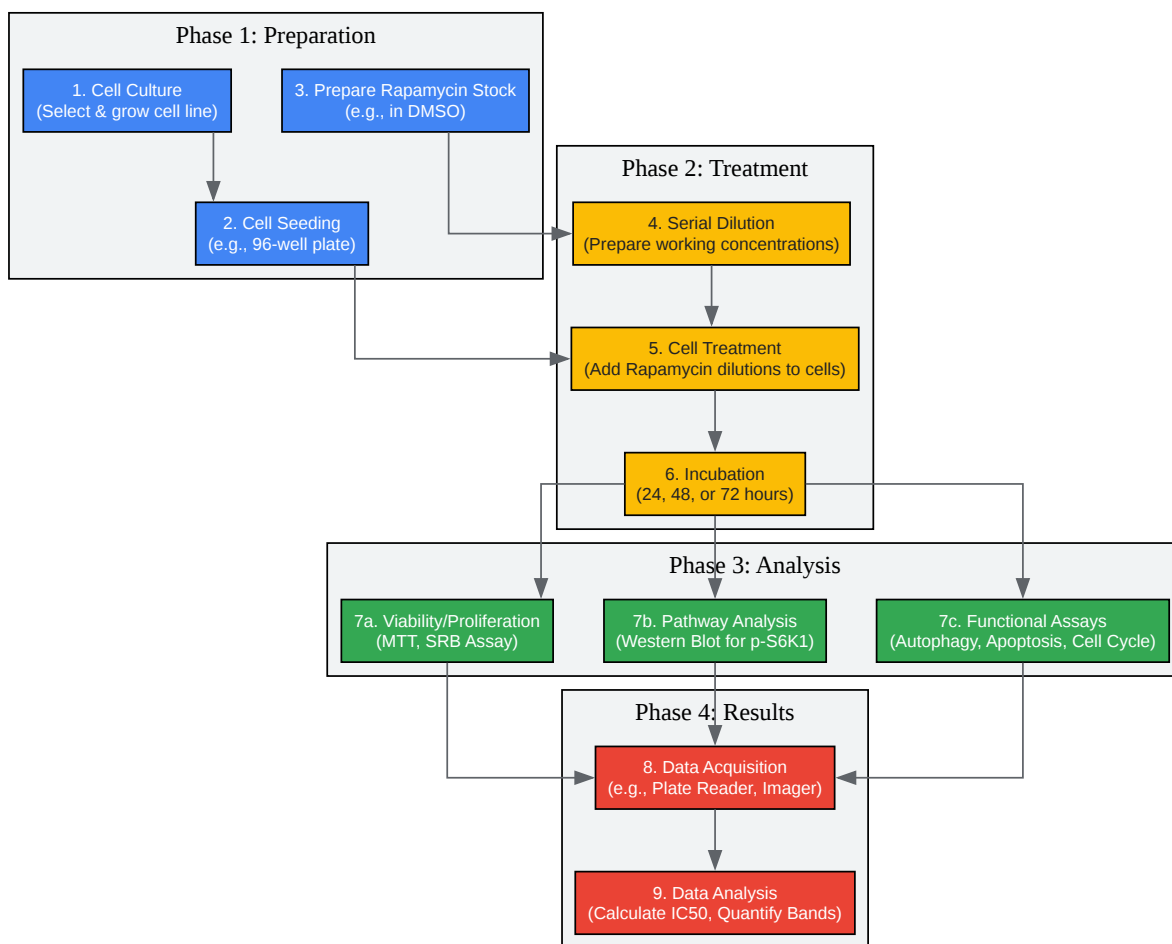 Phase 1: Preparation
1. Cell Culture
(Select & grow cell line)
3. Prepare Rapamycin Stock
(e.g., in DMSO)
2. Cell Seeding
(e.g., 96-well plate)
Phase 2: Treatment
4. Serial Dilution
(Prepare working concentrations)
5. Cell Treatment
(Add Rapamycin dilutions to cells)
6. Incubation
(24, 48, or 72 hours)
Phase 3: Analysis
7a. Viability/Proliferation
(MTT, SRB Assay)
7b. Pathway Analysis
(Western Blot for p-S6K1)
7c. Functional Assays
(Autophagy, Apoptosis, Cell Cycle)
Phase 4: Results
8. Data Acquisition
(e.g., Plate Reader, Imager)
9. Data Analysis
(Calculate IC50, Quantify Bands)